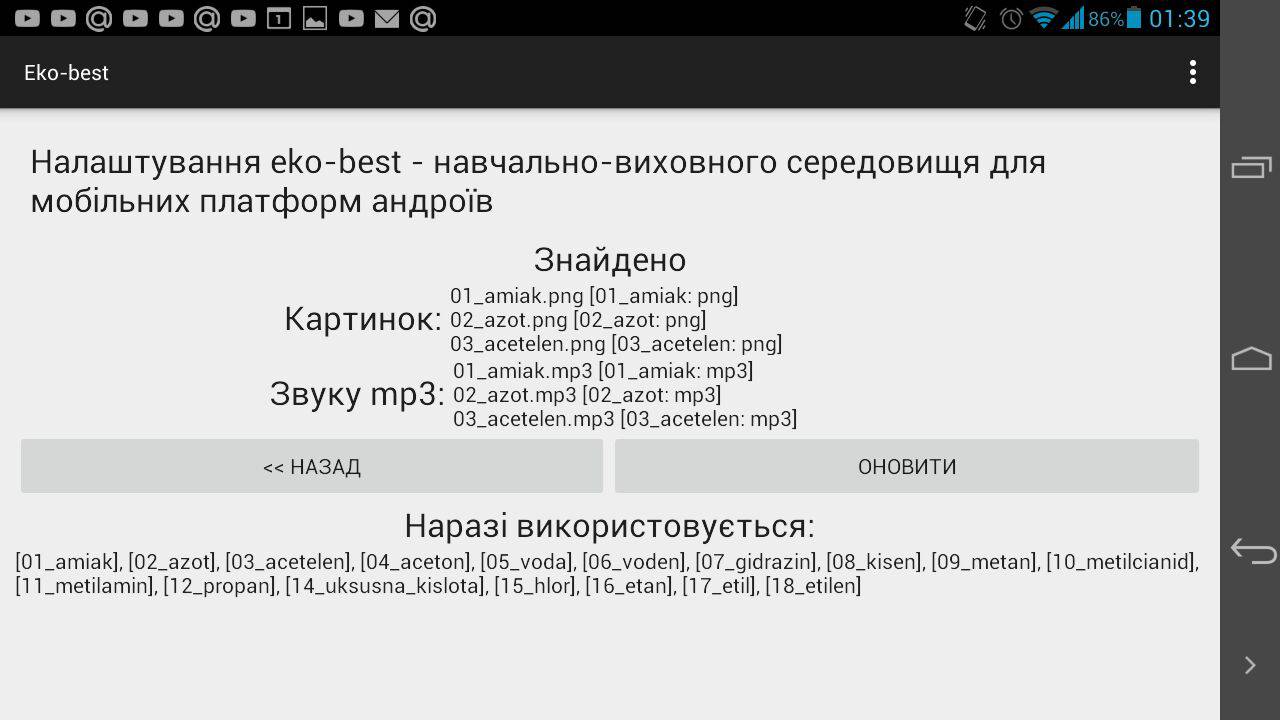 86% 01:39
Eko-best
Налаштування eko-best - навчально-виховного середовищя для
мобільних платформ андроїв
Знайдено
Картинок:
01_amiak.png [01_amiak: png]
02_azot.png [02_azot: png]
03_acetelen.png [03_acetelen: png]
Звуку mp3:
01_amiak.mp3 [01_amiak: mp3]
02_azot.mp3 [02_azot: mp3]
03_acetelen.mp3 [03_acetelen: mp3]
<< НАЗАД ОНОВИТИ
Наразі використовується:
[01_amiak], [02_azot], [03_acetelen], [04_aceton], [05_voda], [06_voden], [07_gidrazin], [08_kisen], [09_metan], [10_metilcianid],
[11_metilamin], [12_propan], [14_uksusna_kislota], [15_hlor], [16_etan], [17_etil], [18_etilen]